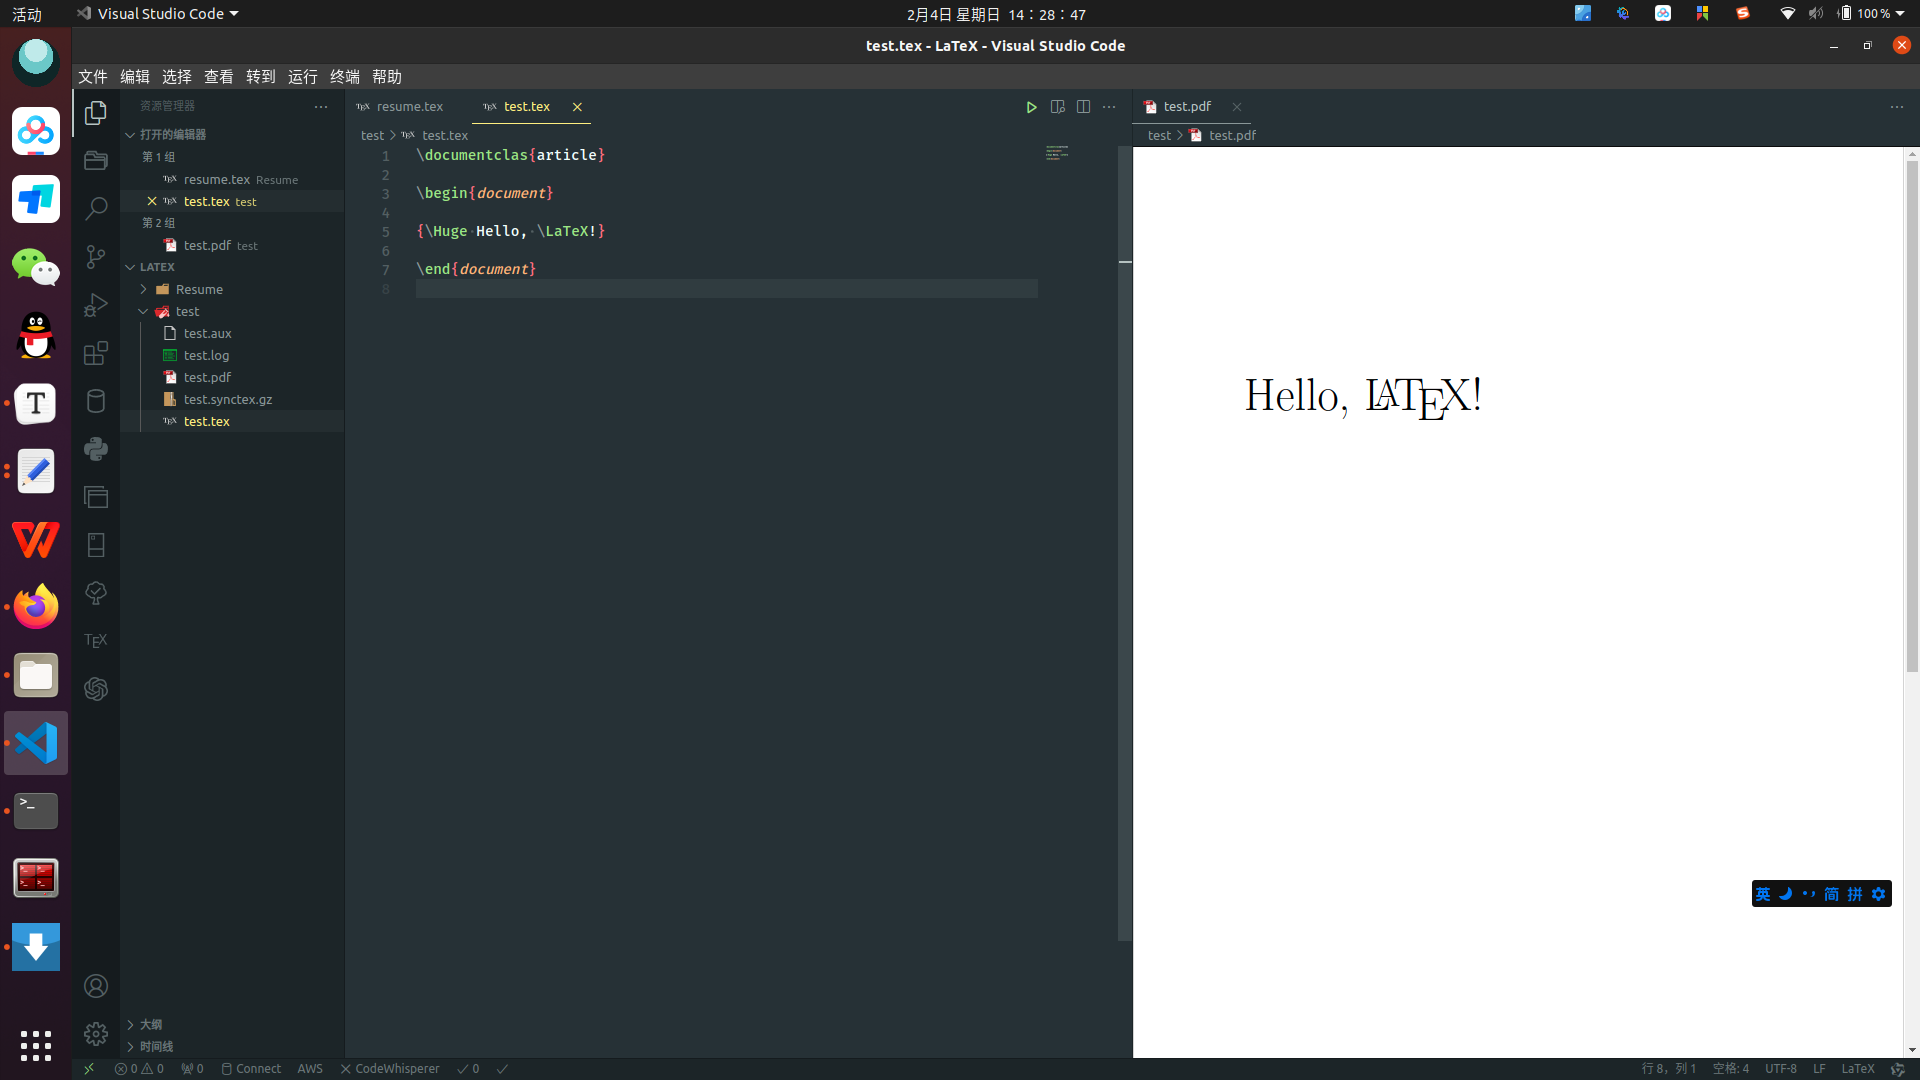 活动 Visual Studio Code 2月4日 星期日 14：28：47 100 %
test.tex - LaTeX - Visual Studio Code
文件 编辑 选择 查看 转到 运行 终端 帮助
资源管理器
打开的编辑器
第 1 组
resume.tex Resume
test.tex test
第 2 组
test.pdf test
LATEX
Resume
test
test.aux
test.log
test.pdf
test.synctex.gz
test.tex
大纲
时间线
TEX resume.tex TEX test.tex
test > TEX test.tex
1 \documentclas{article}
2
3 \begin{document}
4
5 {\Huge Hello, \LaTeX!}
6
7 \end{document}
8
test.pdf
test > test.pdf
Hello, LATEX!
英 简 拼
TEX
0 0 0 Connect AWS CodeWhisperer 0 行 8，列 1 空格: 4 UTF-8 LF LaTeX